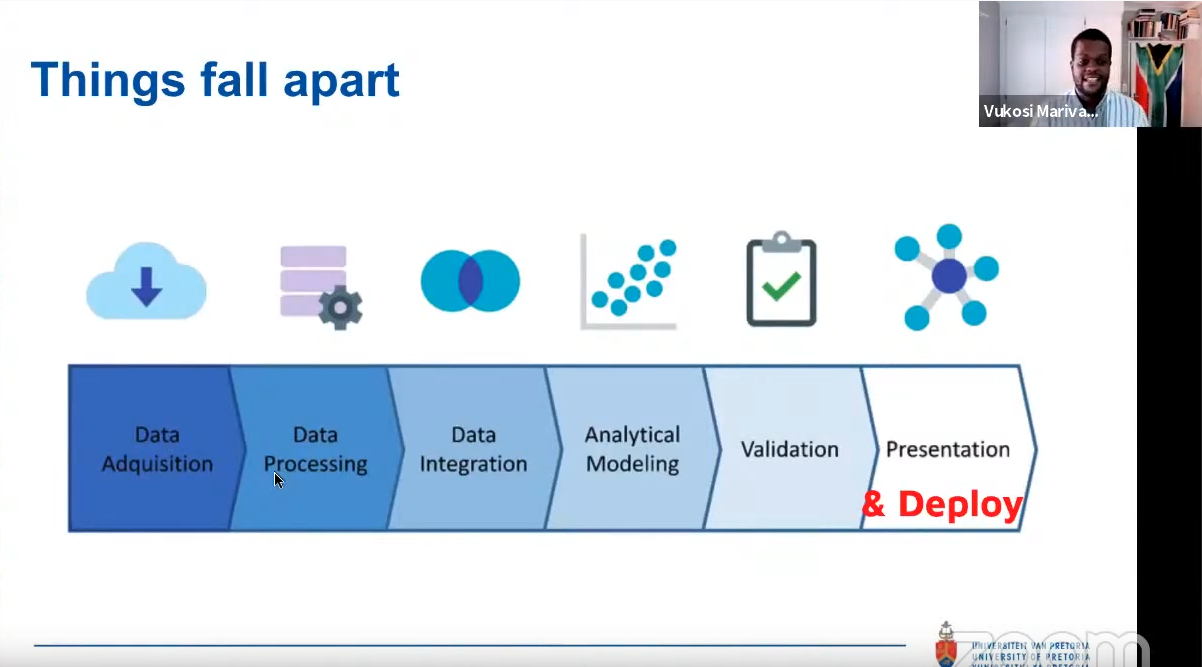 Things fall apart
Vukosi Mariva...
Data
Adquisition
Data
Processing
Data
Integration
Analytical
Modeling
Validation
Presentation
& Deploy
UNIVERSITEIT VAN PRETORIA
UNIVERSITY OF PRETORIA
zoom